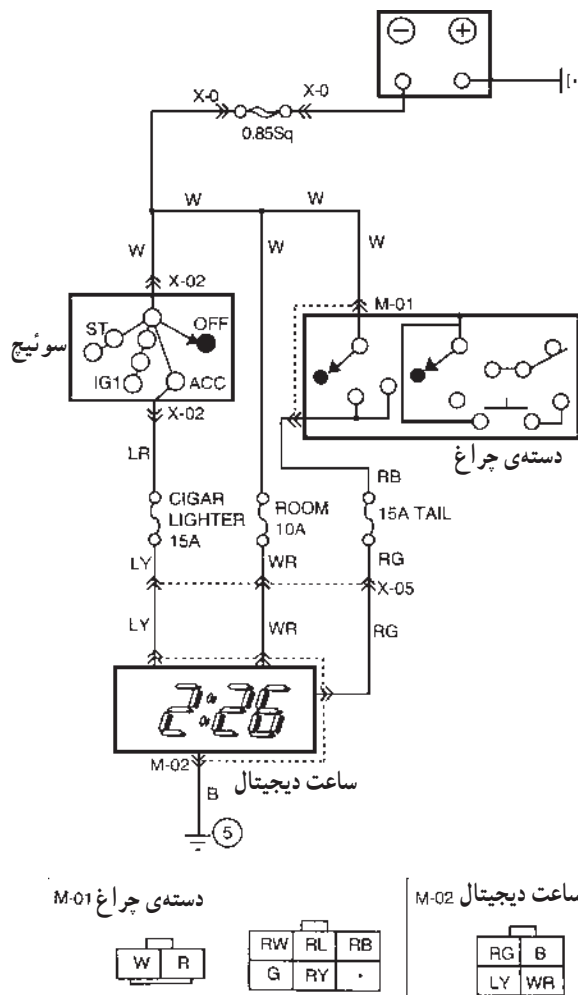 − +
X-0 X-0
0.85Sq
W W
W W W
X-02 M-01
ST OFF
سوئیچ
IG1 ACC
X-02
دسته‌ی چراغ
LR RB
CIGAR LIGHTER 15A
ROOM 10A
15A TAIL
LY WR RG
X-05
LY WR RG
2:26
M-02
ساعت دیجیتال
B
5
دسته‌ی چراغ M-01
ساعت دیجیتال M-02
W R
RW RL RB
G RY
RG B
LY WR